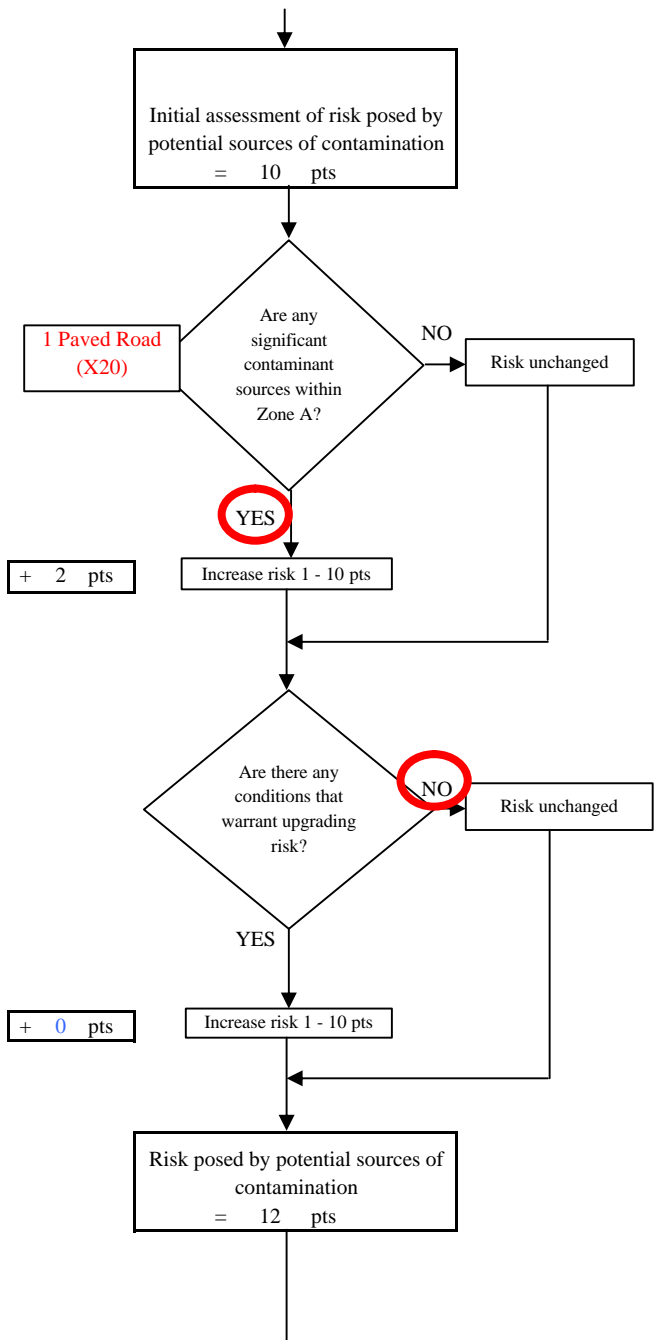 Initial assessment of risk posed by
potential sources of contamination
= 10 pts
Are any
significant
contaminant
sources within
Zone A?
1 Paved Road
(X20)
NO
Risk unchanged
YES
+ 2 pts
Increase risk 1 - 10 pts
Are there any
conditions that
warrant upgrading
risk?
NO
Risk unchanged
YES
+ 0 pts
Increase risk 1 - 10 pts
Risk posed by potential sources of
contamination
= 12 pts